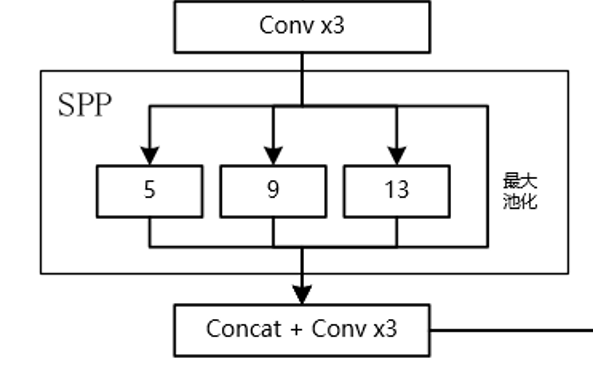 Conv x3
SPP
5
9
13
最大
池化
Concat + Conv x3